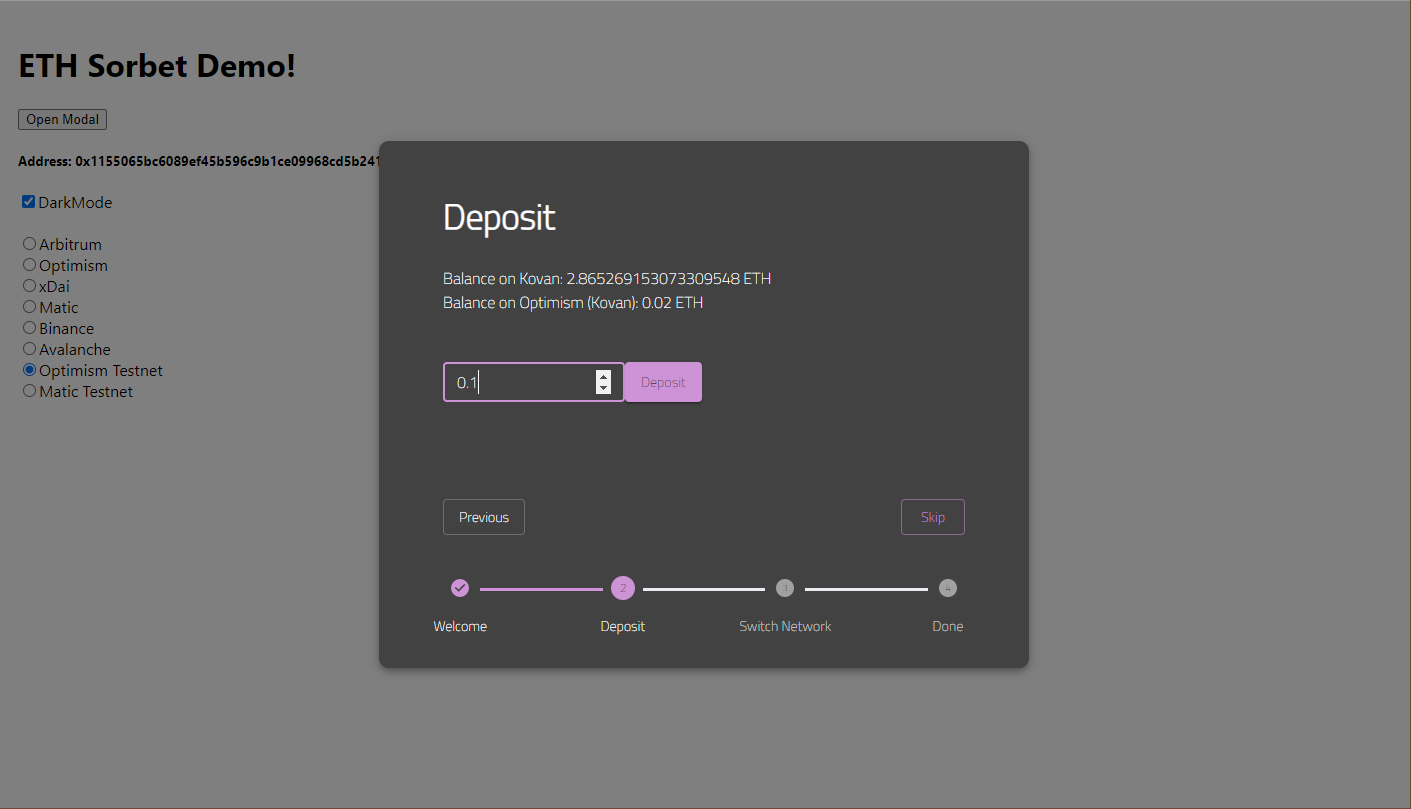 ETH Sorbet Demo!
Open Modal
Address: 0x1155065bc6089ef45b596c9b1ce09968cd5b241
DarkMode
Arbitrum
Optimism
xDai
Matic
Binance
Avalanche
Optimism Testnet
Matic Testnet
Deposit
Balance on Kovan: 2.865269153073309548 ETH
Balance on Optimism (Kovan): 0.02 ETH
0.1 Deposit
Previous Skip
2 3 4
Welcome Deposit Switch Network Done